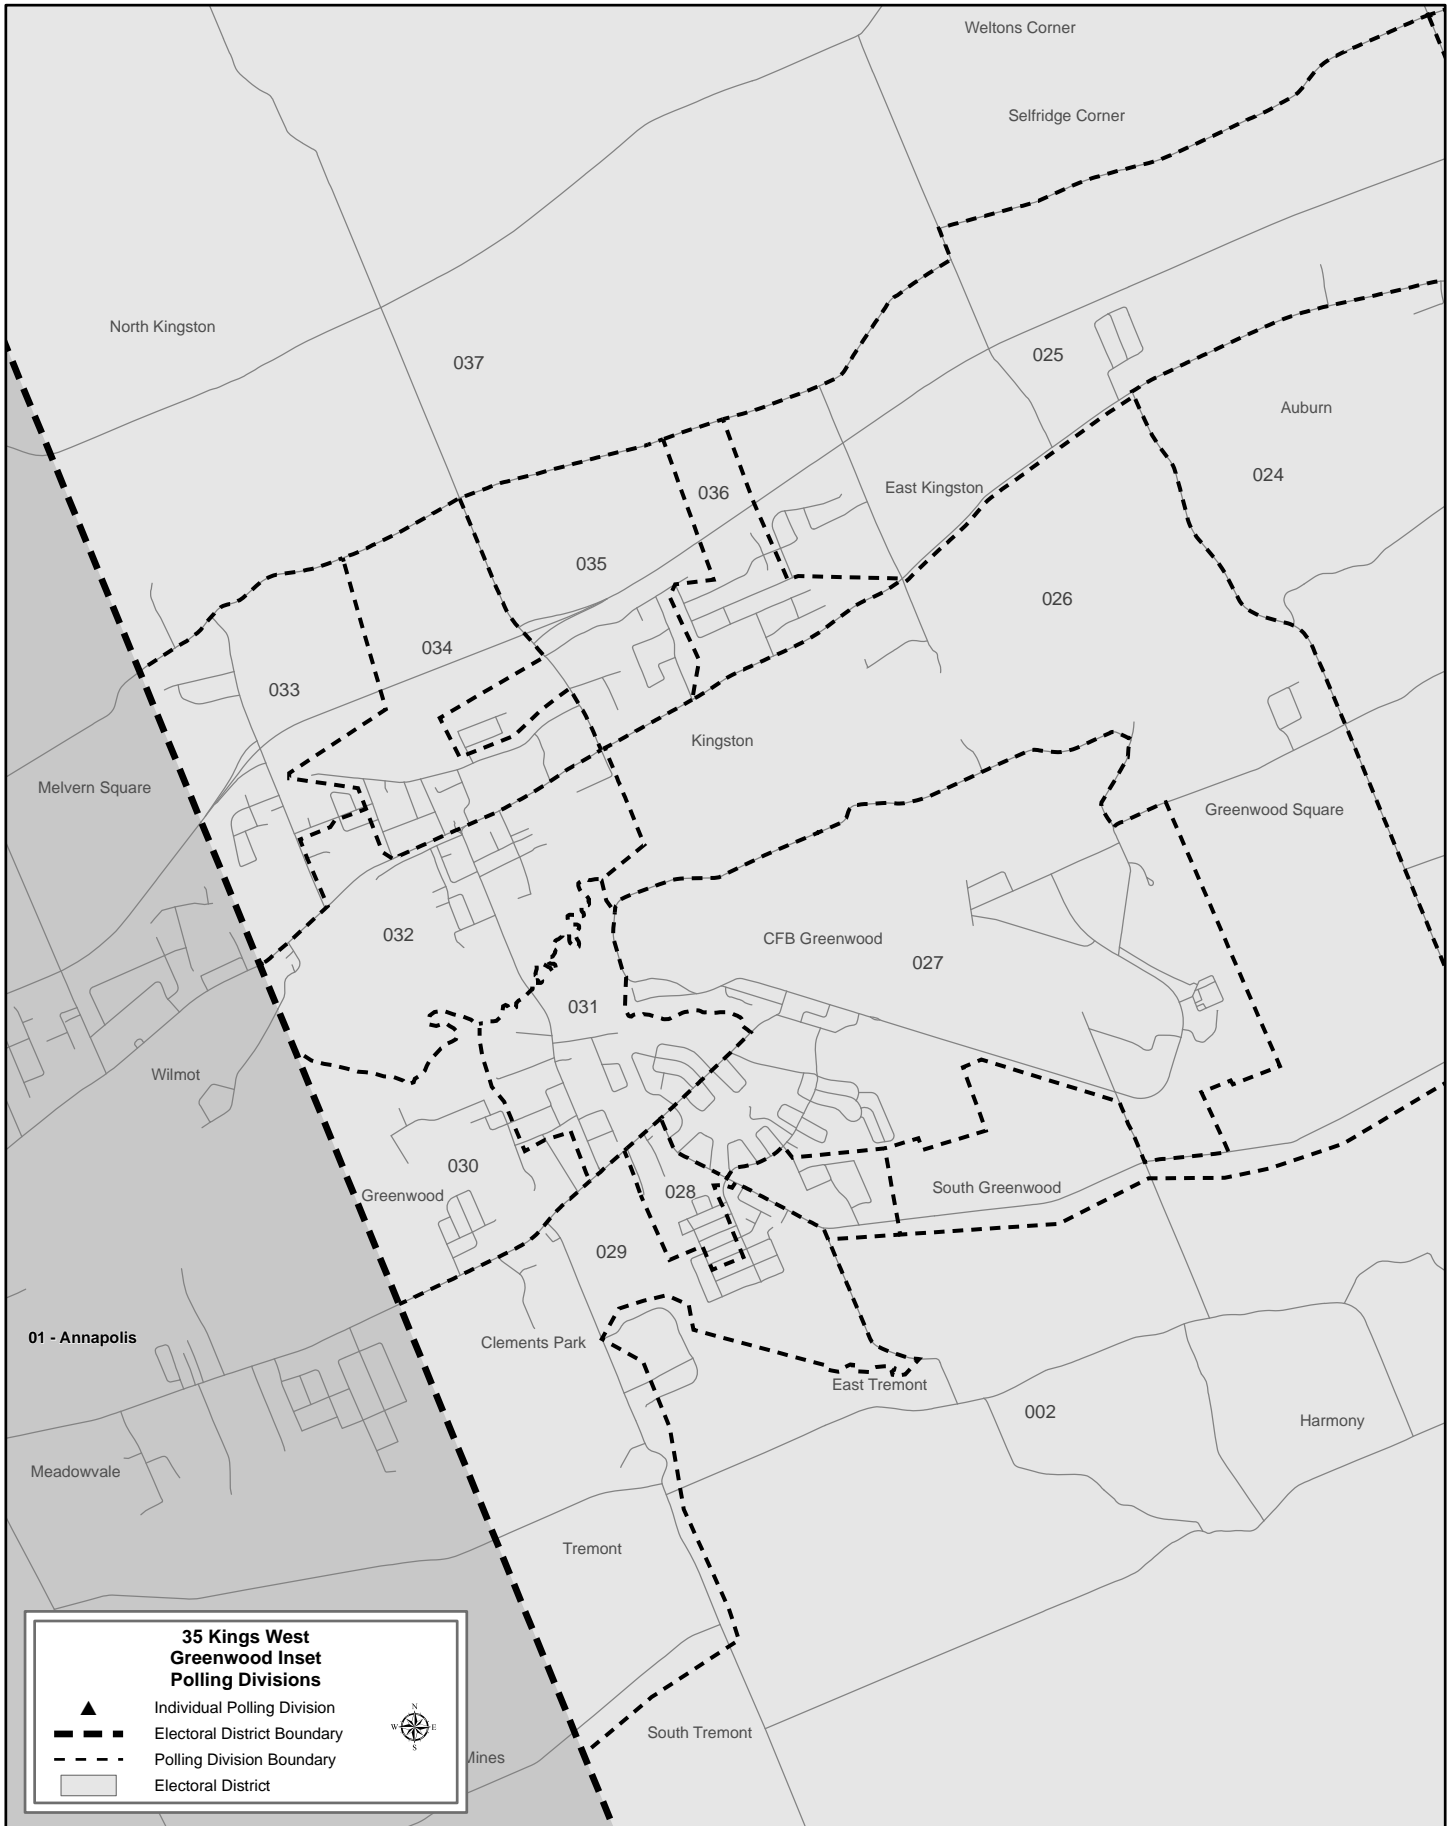 Weltons Corner
Selfridge Corner
North Kingston
037
025
Auburn
024
036
East Kingston
035
026
034
033
Kingston
Melvern Square
Greenwood Square
032
CFB Greenwood
027
031
Wilmot
030
Greenwood
028
South Greenwood
029
01 - Annapolis
Clements Park
East Tremont
002
Harmony
Meadowvale
Tremont
South Tremont
Mines
35 Kings West
Greenwood Inset
Polling Divisions
Individual Polling Division
Electoral District Boundary
Polling Division Boundary
Electoral District
N
W E
S